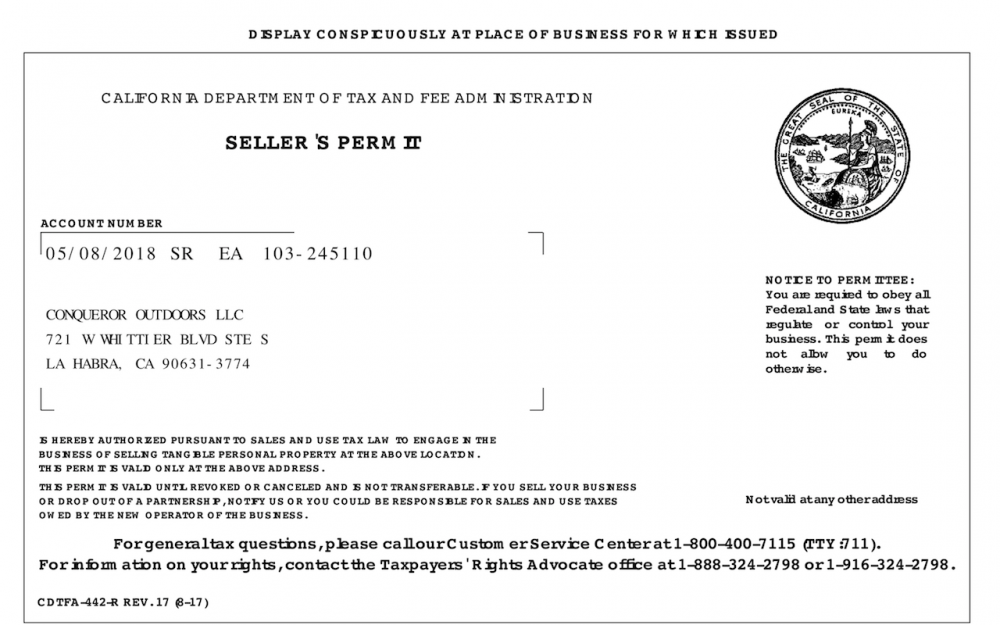 DISPLAY CONSPICUOUSLY AT PLACE OF BUSINESS FOR WHICH ISSUED
CALIFORNIA DEPARTMENT OF TAX AND FEE ADMINISTRATION
SELLER'S PERMIT
THE GREAT SEAL OF THE STATE OF CALIFORNIA
EUREKA
ACCOUNT NUMBER
05/08/2018 SR EA 103-245110
CONQUEROR OUTDOORS LLC
721 W WHITTIER BLVD STE S
LA HABRA, CA 90631-3774
NOTICE TO PERMITTEE:
You are required to obey all
Federal and State laws that
regulate or control your
business. This permit does
not allow you to do
otherwise.
IS HEREBY AUTHORIZED PURSUANT TO SALES AND USE TAX LAW TO ENGAGE IN THE
BUSINESS OF SELLING TANGIBLE PERSONAL PROPERTY AT THE ABOVE LOCATION.
THIS PERMIT IS VALID ONLY AT THE ABOVE ADDRESS.
THIS PERMIT IS VALID UNTIL REVOKED OR CANCELED AND IS NOT TRANSFERABLE. IF YOU SELL YOUR BUSINESS
OR DROP OUT OF A PARTNERSHIP, NOTIFY US OR YOU COULD BE RESPONSIBLE FOR SALES AND USE TAXES
OWED BY THE NEW OPERATOR OF THE BUSINESS.
Not valid at any other address
For general tax questions, please call our Customer Service Center at 1-800-400-7115 (TTY:711).
For information on your rights, contact the Taxpayers' Rights Advocate office at 1-888-324-2798 or 1-916-324-2798.
CDTFA-442-R REV. 17 (8-17)